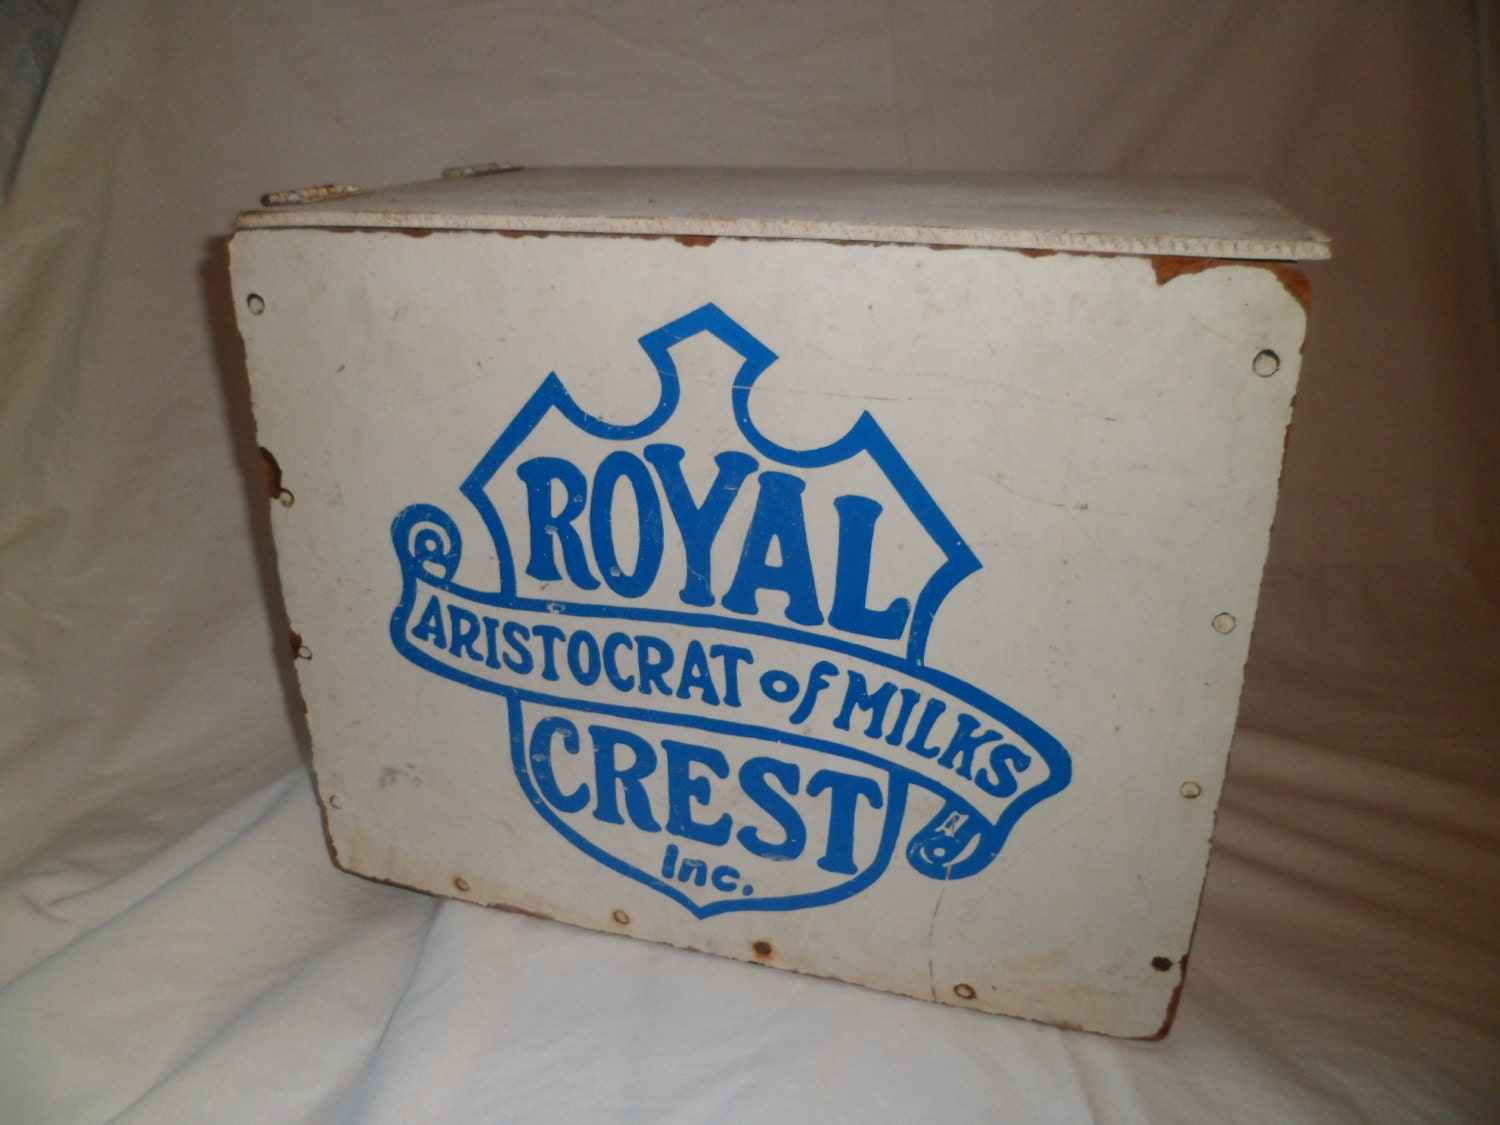 ROYAL
ARISTOCRAT of MILKS
CREST
Inc.